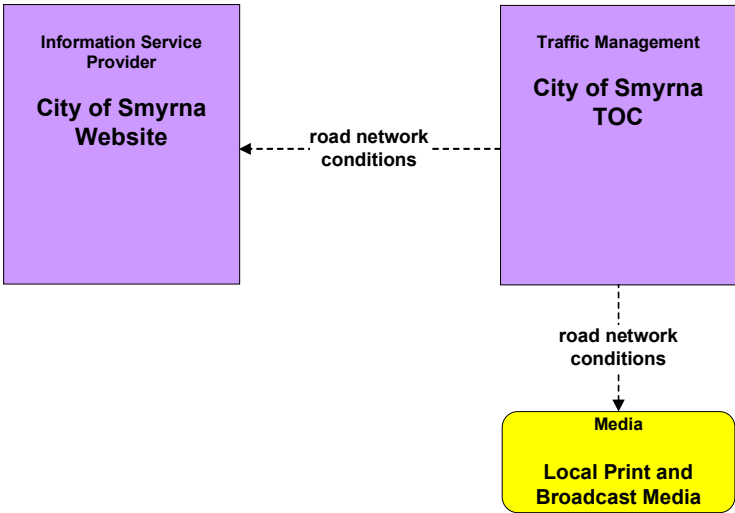 Information Service
Provider
City of Smyrna
Website
road network
conditions
Traffic Management
City of Smyrna
TOC
road network
conditions
Media
Local Print and
Broadcast Media